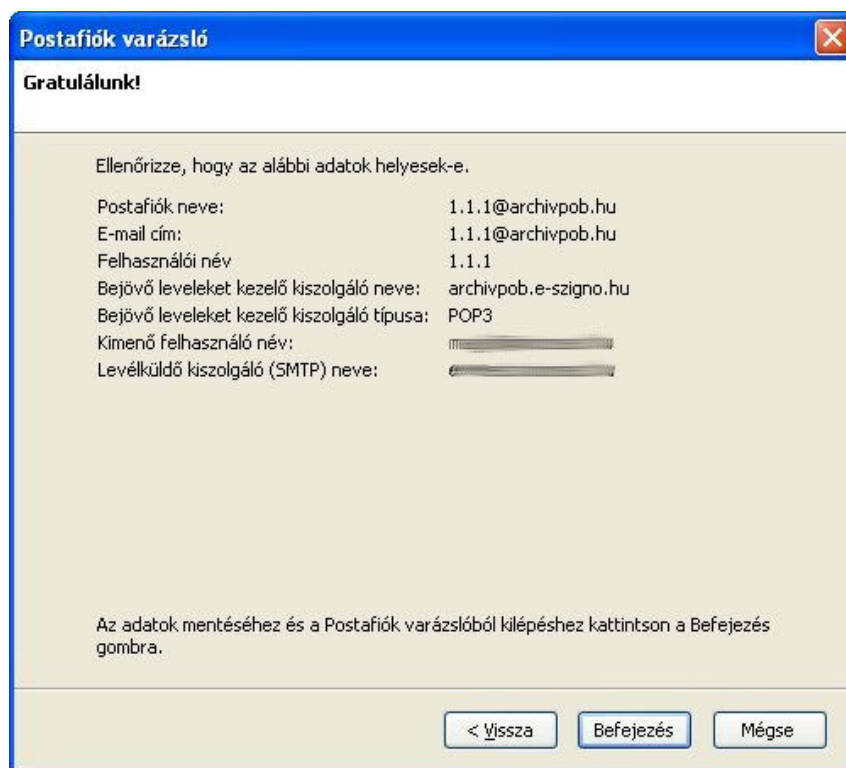 Postafiók varázsló
Gratulálunk!
Ellenőrizze, hogy az alábbi adatok helyesek-e.
Postafiók neve: 1.1.1@archivpob.hu
E-mail cím: 1.1.1@archivpob.hu
Felhasználói név 1.1.1
Bejövő leveleket kezelő kiszolgáló neve: archivpob.e-szigno.hu
Bejövő leveleket kezelő kiszolgáló típusa: POP3
Kimenő felhasználó név:
Levélküldő kiszolgáló (SMTP) neve:
Az adatok mentéséhez és a Postafiók varázslóból kilépéshez kattintson a Befejezés
gombra.
< Vissza Befejezés Mégse